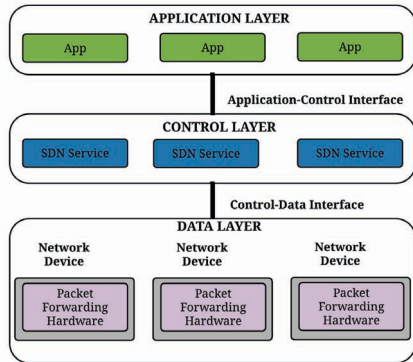 APPLICATION LAYER
App App App
Application-Control Interface
CONTROL LAYER
SDN Service SDN Service SDN Service
Control-Data Interface
DATA LAYER
Network Device
Network Device
Network Device
Packet Forwarding Hardware
Packet Forwarding Hardware
Packet Forwarding Hardware